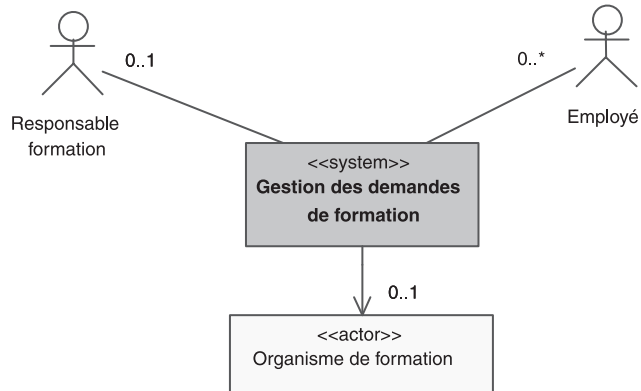 0..1
0..*
Responsable
formation
Employé
<<system>>
Gestion des demandes
de formation
0..1
<<actor>>
Organisme de formation